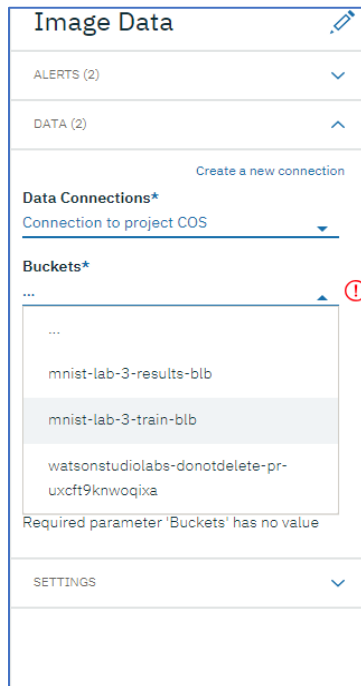 Image Data
ALERTS (2)
DATA (2)
Create a new connection
Data Connections*
Connection to project COS
Buckets*
...
...
mnist-lab-3-results-blb
mnist-lab-3-train-blb
watsonstudiolabs-donotdelete-pr-
uxcft9knwoqixa
Required parameter 'Buckets' has no value
SETTINGS